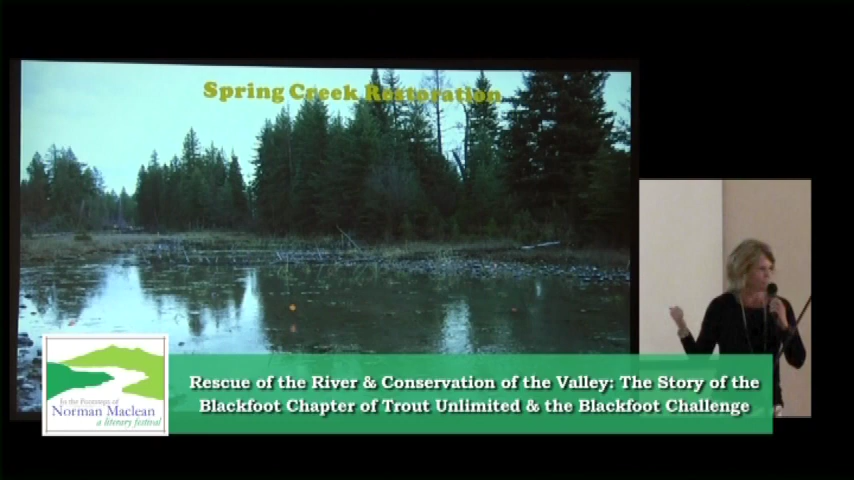 Spring Creek Restoration
In the Footsteps of
Norman Maclean
a literary festival
Rescue of the River & Conservation of the Valley: The Story of the
Blackfoot Chapter of Trout Unlimited & the Blackfoot Challenge